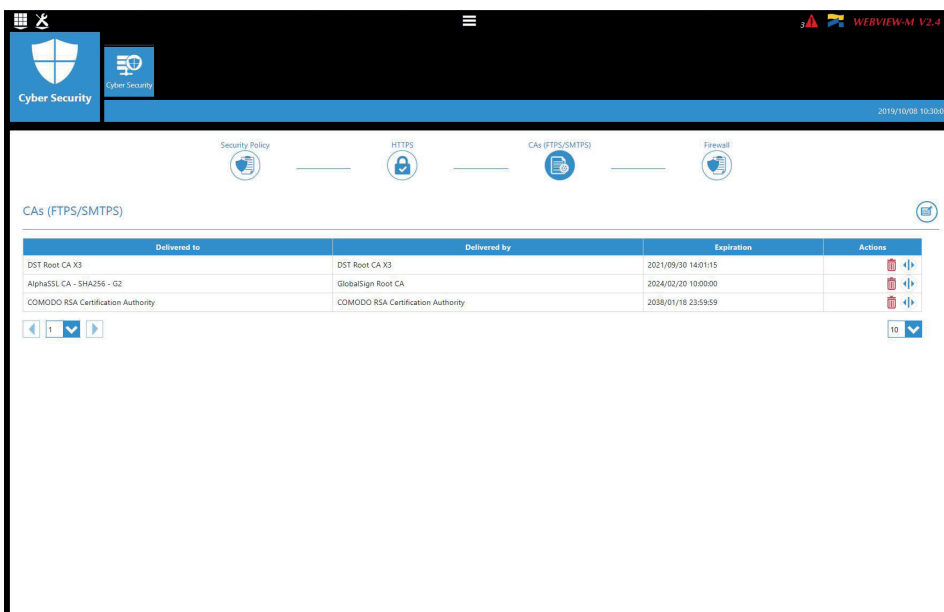 3 WEBVIEW-M V2.4
Cyber Security
Cyber Security
2019/10/08 10:30:0
Security Policy HTTPS CAs (FTPS/SMTPS) Firewall
CAs (FTPS/SMTPS)
Delivered to Delivered by Expiration Actions
DST Root CA X3 DST Root CA X3 2021/09/30 14:01:15
AlphaSSL CA - SHA256 - G2 GlobalSign Root CA 2024/02/20 10:00:00
COMODO RSA Certification Authority COMODO RSA Certification Authority 2038/01/18 23:59:59
1 10